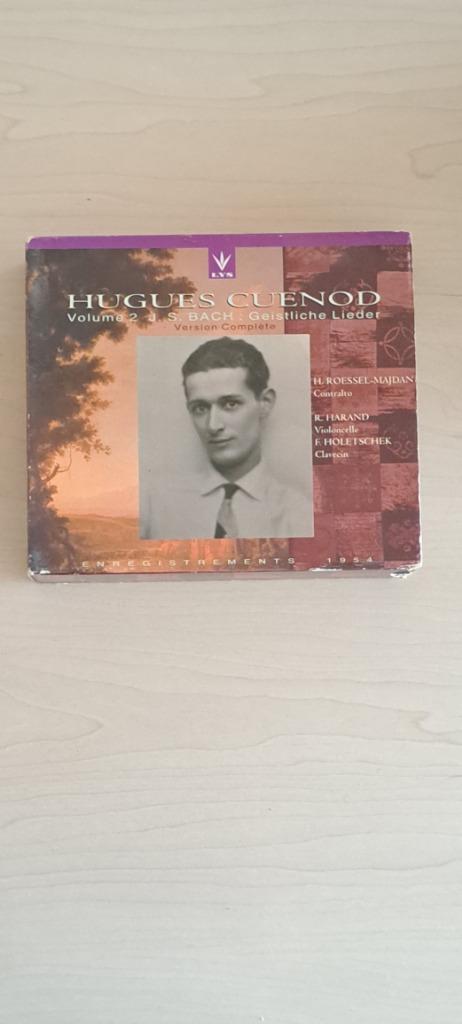 LYS
HUGUES CUENOD
Volume 2 J. S. BACH : Geistliche Lieder
Version Complète
H. ROESSEL-MAJDAN
Contralto
R. HARAND
Violoncelle
F. HOLETSCHEK
Clavecin
ENREGISTREMENTS 1954